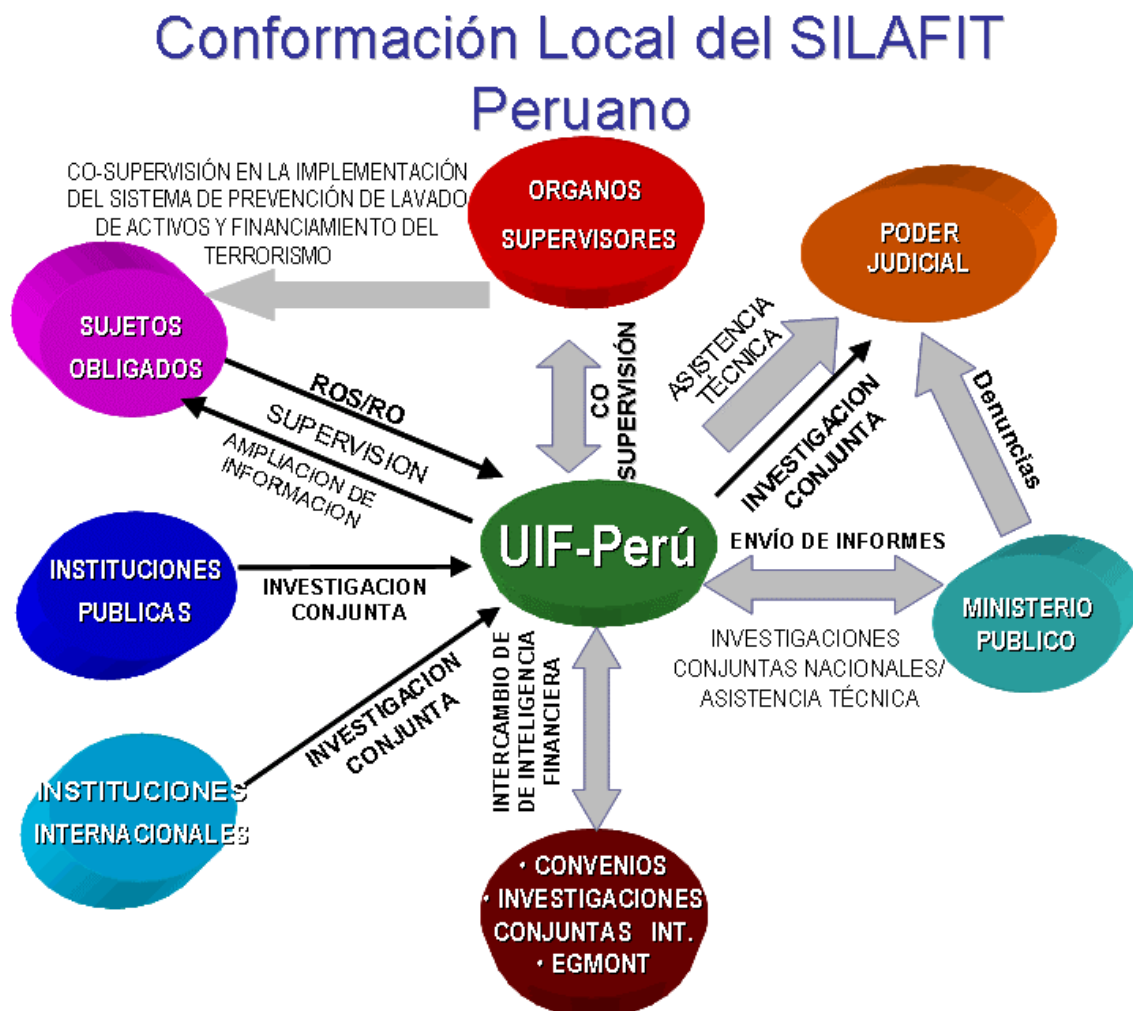 Conformación Local del SILAFIT
Peruano
CO-SUPERVISIÓN EN LA IMPLEMENTACIÓN
DEL SISTEMA DE PREVENCIÓN DE LAVADO
DE ACTIVOS Y FINANCIAMIENTO DEL
TERRORISMO
ORGANOS
SUPERVISORES
PODER
JUDICIAL
SUJETOS
OBLIGADOS
ROS/RO
SUPERVISION
AMPLIACION DE
INFORMACION
CO
SUPERVISIÓN
ASISTENCIA
TÉCNICA
INVESTIGACION
CONJUNTA
Denuncias
UIF-Perú
ENVÍO DE INFORMES
INSTITUCIONES
PUBLICAS
INVESTIGACION
CONJUNTA
MINISTERIO
PUBLICO
INVESTIGACIONES
CONJUNTAS NACIONALES/
ASISTENCIA TÉCNICA
INVESTIGACION
CONJUNTA
INTERCAMBIO DE
DE INTELIGENCIA
FINANCIERA
INSTITUCIONES
INTERNACIONALES
• CONVENIOS
• INVESTIGACIONES
CONJUNTAS INT.
• EGMONT